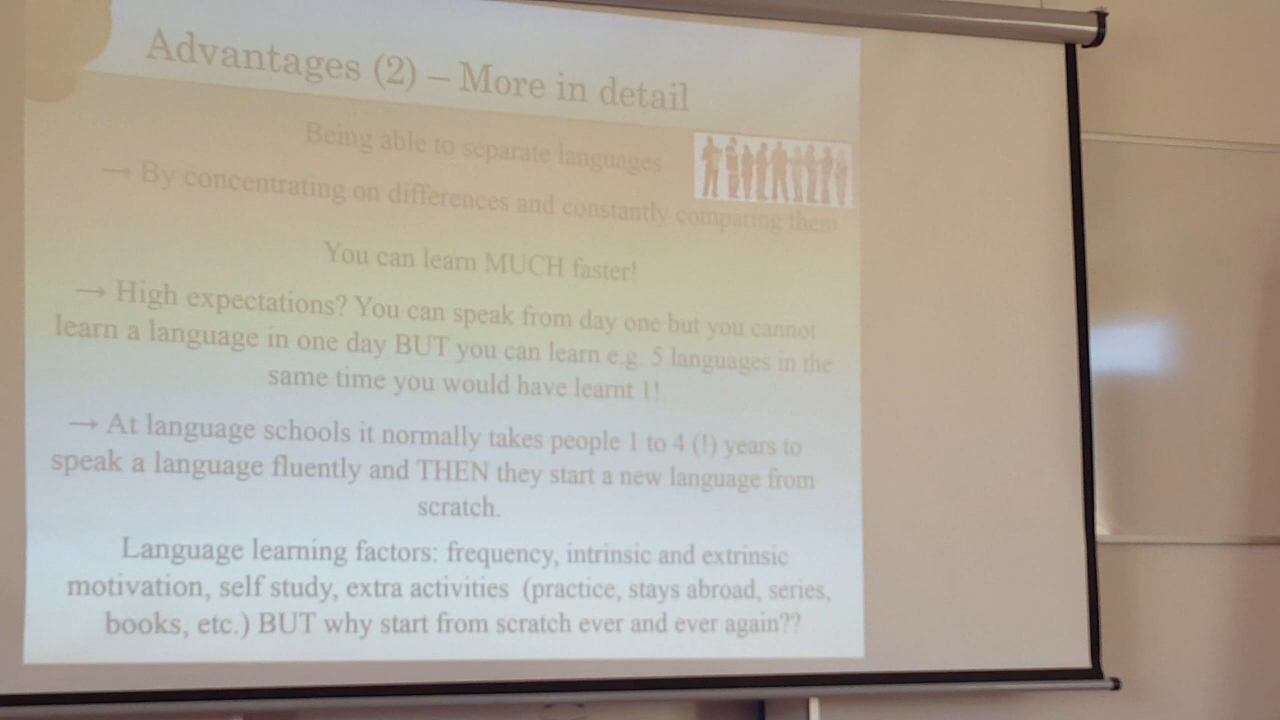 Advantages (2) – More in detail
Being able to separate languages
→ By concentrating on differences and constantly comparing them
You can learn MUCH faster!
→ High expectations? You can speak from day one but you cannot
learn a language in one day BUT you can learn e.g. 5 languages in the
same time you would have learnt 1!
→ At language schools it normally takes people 1 to 4 (!) years to
speak a language fluently and THEN they start a new language from
scratch.
Language learning factors: frequency, intrinsic and extrinsic
motivation, self study, extra activities (practice, stays abroad, series,
books, etc.) BUT why start from scratch ever and ever again??